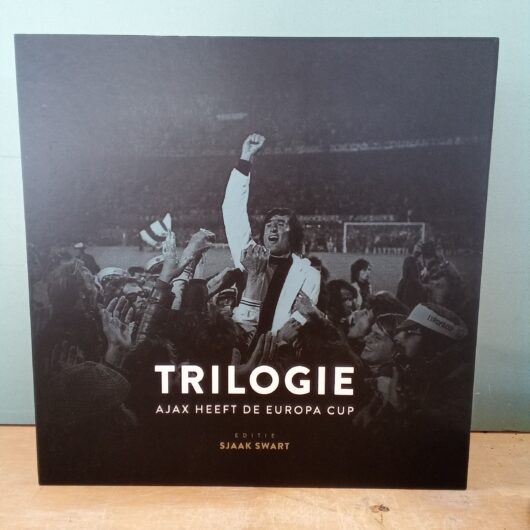 TRILOGIE
AJAX HEEFT DE EUROPA CUP
EDITIE
SJAAK SWART